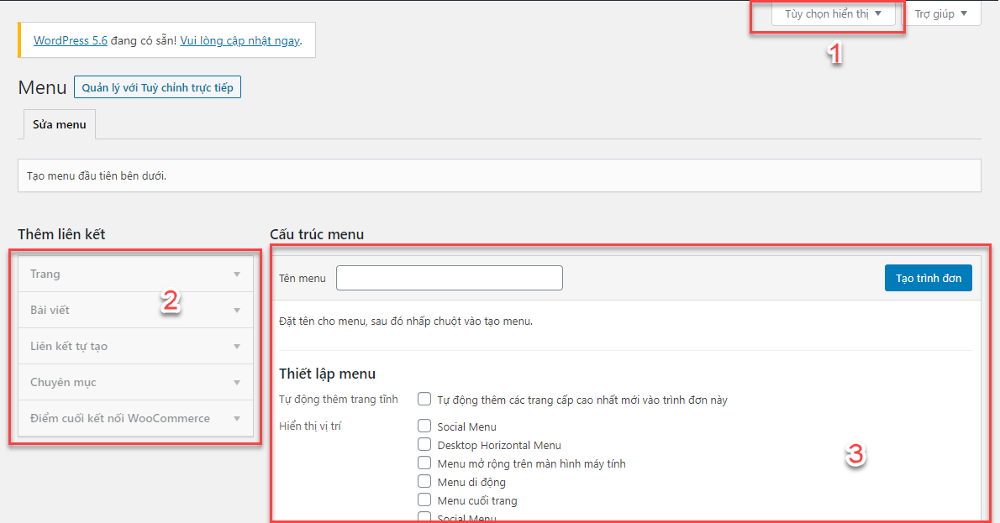 Tùy chọn hiển thị
Trợ giúp
1
WordPress 5.6 đang có sẵn! Vui lòng cập nhật ngay.
Menu
Quản lý với Tuỳ chỉnh trực tiếp
Sửa menu
Tạo menu đầu tiên bên dưới.
Thêm liên kết
Trang
Bài viết
2
Liên kết tự tạo
Chuyên mục
Điểm cuối kết nối WooCommerce
Cấu trúc menu
Tên menu
Tạo trình đơn
Đặt tên cho menu, sau đó nhấp chuột vào tạo menu.
Thiết lập menu
Tự động thêm trang tĩnh
Tự động thêm các trang cấp cao nhất mới vào trình đơn này
Hiển thị vị trí
Social Menu
Desktop Horizontal Menu
Menu mở rộng trên màn hình máy tính
Menu di động
Menu cuối trang
Social Menu
3